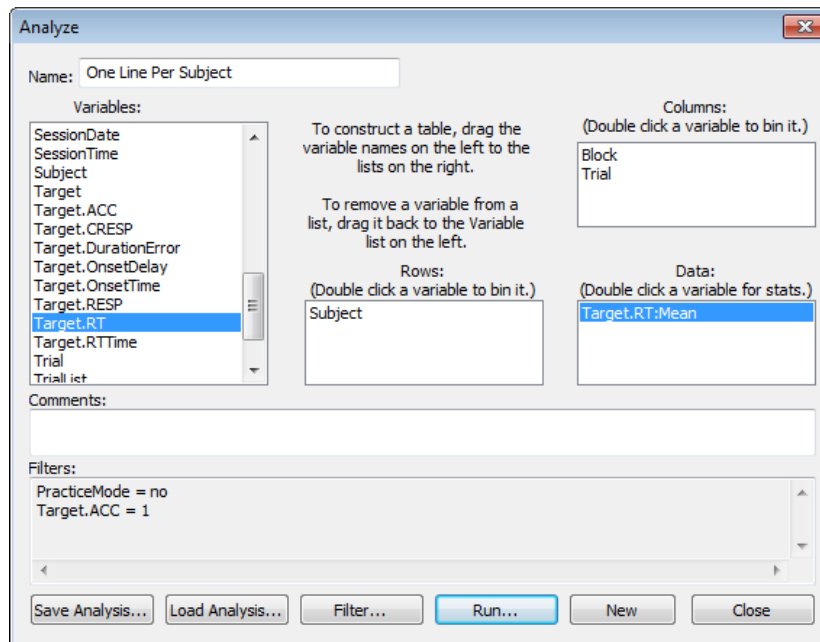 Analyze
Name: One Line Per Subject
Variables:
SessionDate
SessionTime
Subject
Target
Target.ACC
Target.CRESP
Target.DurationError
Target.OnsetDelay
Target.OnsetTime
Target.RESP
Target.RT
Target.RTTime
Trial
TrialList
To construct a table, drag the
variable names on the left to the
lists on the right.
To remove a variable from a
list, drag it back to the Variable
list on the left.
Columns:
(Double click a variable to bin it.)
Block
Trial
Rows:
(Double click a variable to bin it.)
Subject
Data:
(Double click a variable for stats.)
Target.RT:Mean
Comments:
Filters:
PracticeMode = no
Target.ACC = 1
Save Analysis...
Load Analysis...
Filter...
Run...
New
Close